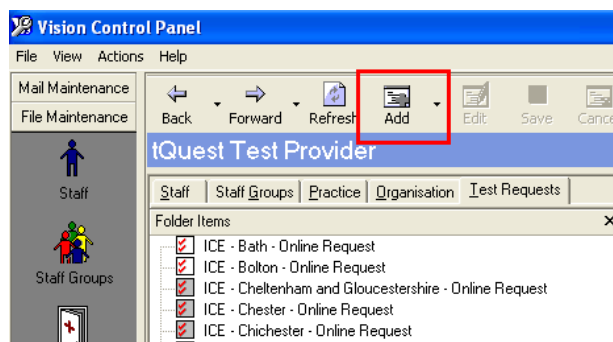 Vision Control Panel
File View Actions Help
Mail Maintenance
File Maintenance
Back Forward Refresh Add Edit Save Cancel
tQuest Test Provider
Staff Staff Groups Practice Organisation Test Requests
Staff
Folder Items
ICE - Bath - Online Request
ICE - Bolton - Online Request
ICE - Cheltenham and Gloucestershire - Online Request
Staff Groups
ICE - Chester - Online Request
ICE - Chichester - Online Request